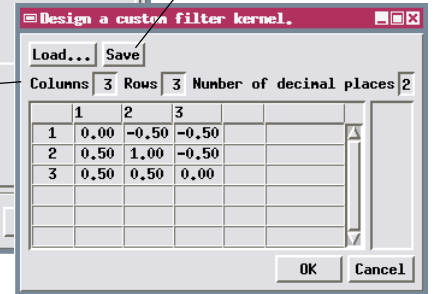 Design a custom filter kernel.
Load... Save
Columns 3 Rows 3 Number of decimal places 2
1 2 3
1 0.00 -0.50 -0.50
2 0.50 1.00 -0.50
3 0.50 0.50 0.00
OK Cancel